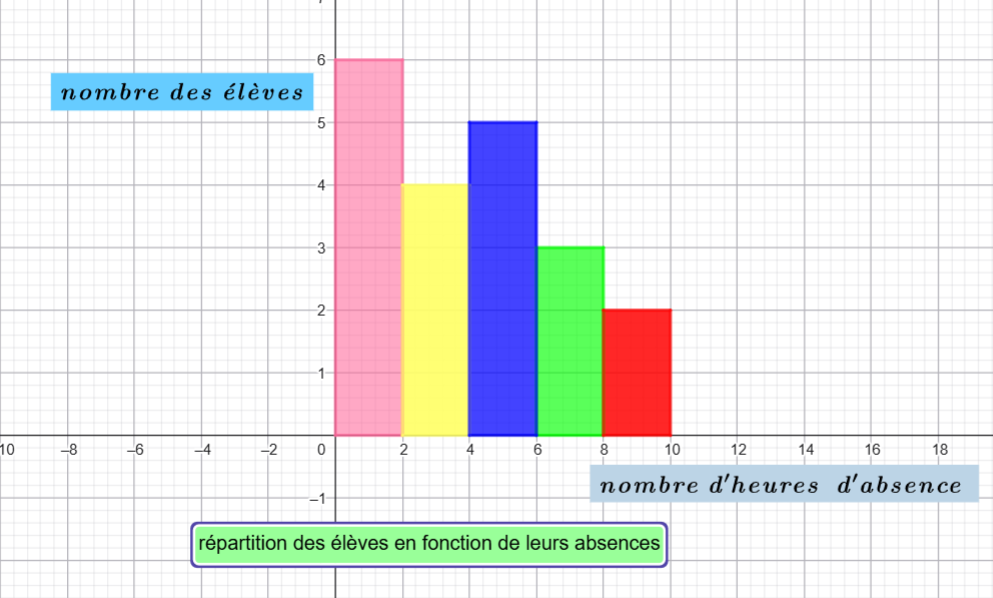 7
6
nombre des élèves
5
4
3
2
1
10 −8 −6 −4 −2 0 2 4 6 8 10 12 14 16 18
nombre d'heures d'absence
−1
répartition des élèves en fonction de leurs absences